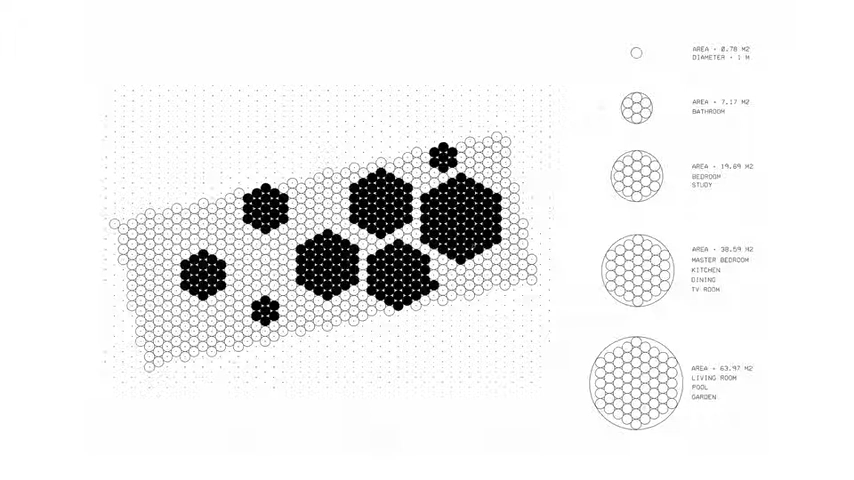 AREA - 0.78 M2
DIAMETER - 1 M
AREA - 7.17 M2
BATHROOM
AREA - 19.69 M2
BEDROOM
STUDY
AREA - 38.59 M2
MASTER BEDROOM
KITCHEN
DINING
TV ROOM
AREA - 63.97 M2
LIVING ROOM
POOL
GARDEN